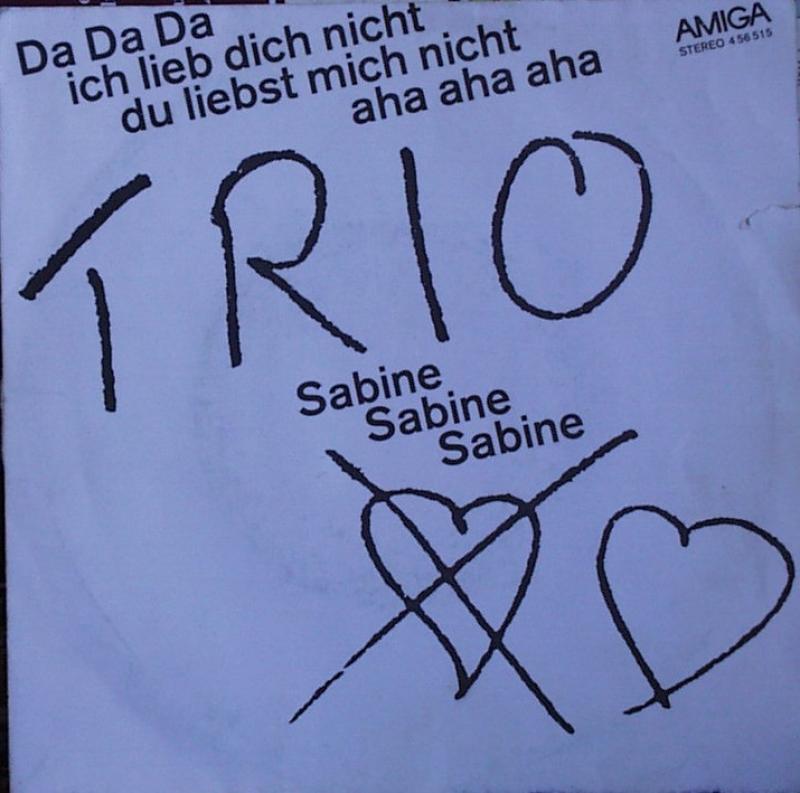 Da Da Da
ich lieb dich nicht
du liebst mich nicht
aha aha aha
AMIGA
STEREO 4 56 515
TRIO
Sabine
Sabine
Sabine